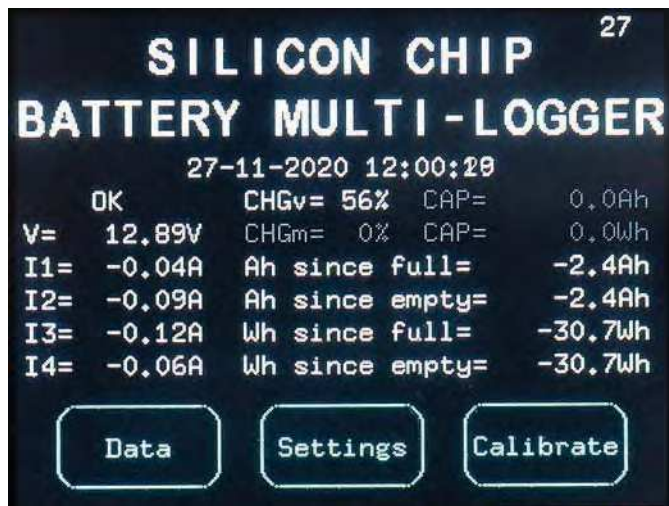 27
SILICON CHIP
BATTERY MULTI-LOGGER
27-11-2020 12:00:
OK CHGv= 56% CAP= 0.0Ah
V= 12.89V CHGm= 0% CAP= 0.0Wh
I1= -0.04A Ah since full= -2.4Ah
I2= -0.09A Ah since empty= -2.4Ah
I3= -0.12A Wh since full= -30.7Wh
I4= -0.06A Wh since empty= -30.7Wh
Data Settings Calibrate